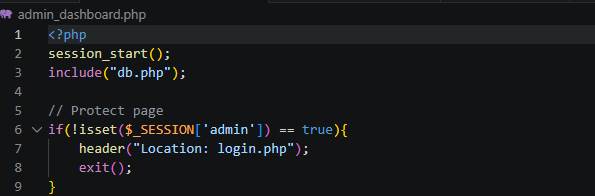 admin_dashboard.php
1 <?php
2 session_start();
3 include("db.php");
4
5 // Protect page
6 if(!isset($_SESSION['admin']) == true){
7     header("Location: login.php");
8     exit();
9 }